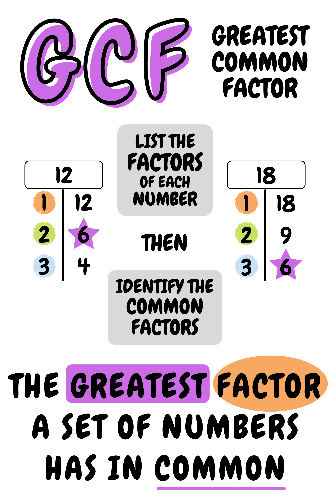 GCF
GREATEST
COMMON
FACTOR
LIST THE
FACTORS
OF EACH
NUMBER
12
1 12
2 6
3 4
THEN
18
1 18
2 9
3 6
IDENTIFY THE
COMMON
FACTORS
THE GREATEST FACTOR
A SET OF NUMBERS
HAS IN COMMON